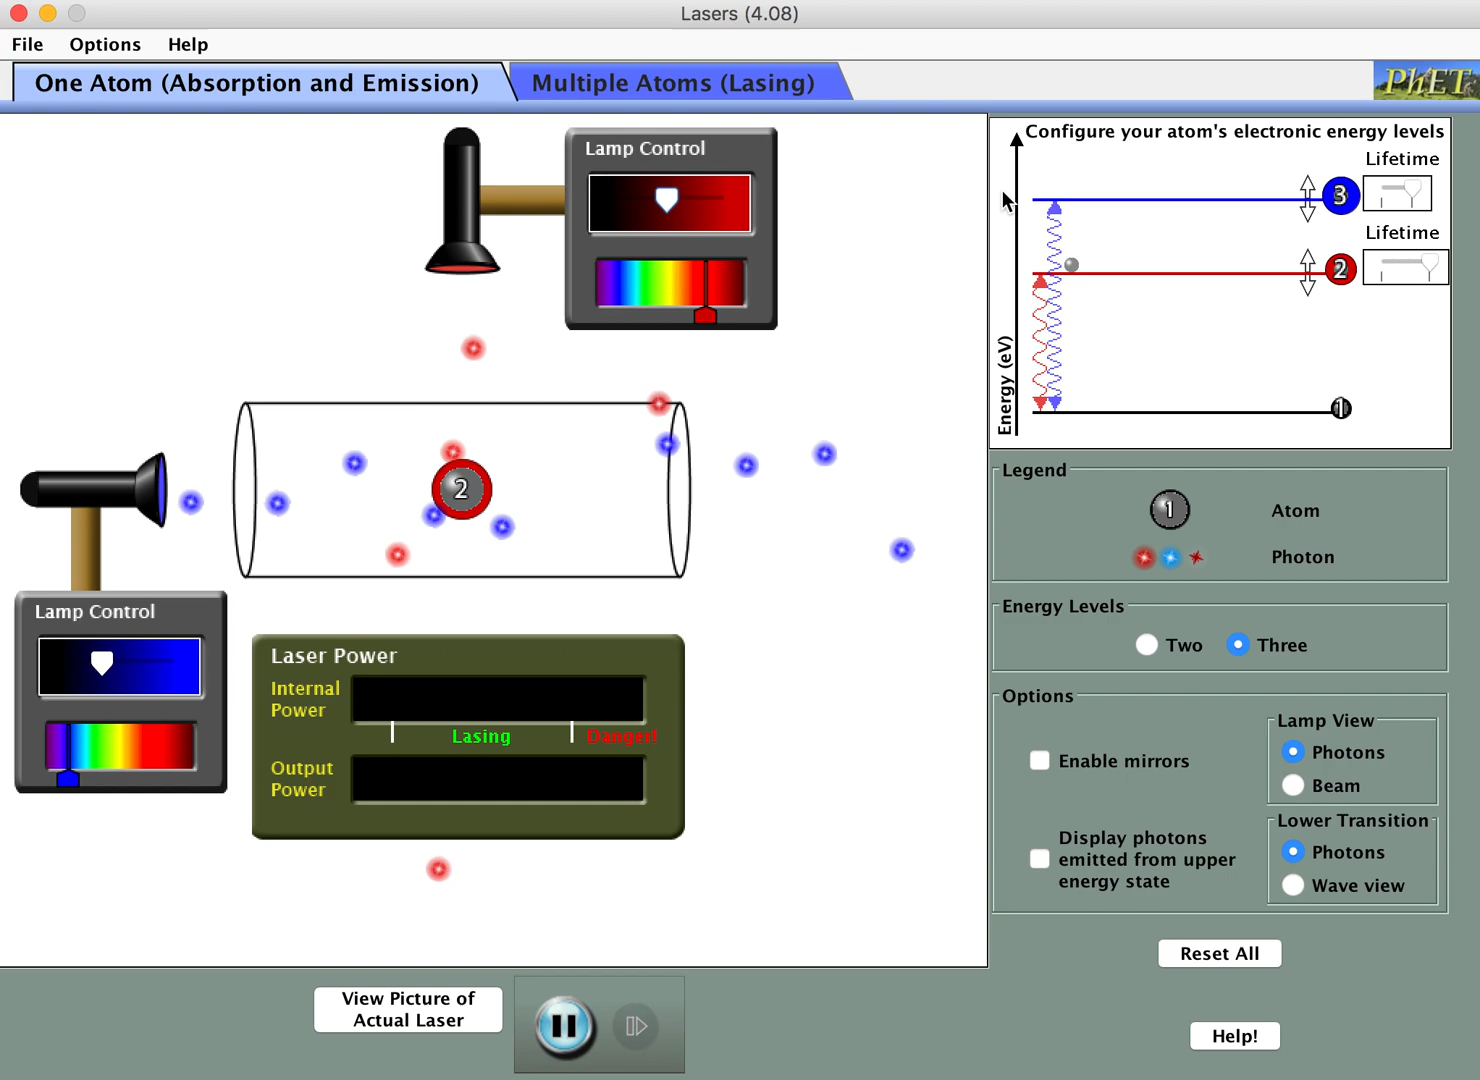 Lasers (4.08)
File Options Help
One Atom (Absorption and Emission) Multiple Atoms (Lasing)
PhET
Lamp Control
Configure your atom's electronic energy levels
Lifetime
3
Lifetime
2
Energy (eV)
1
2
Lamp Control
Legend
1 Atom
Photon
Energy Levels
Two Three
Laser Power
Internal
Power
Lasing Danger!
Output
Power
Options
Enable mirrors
Display photons
emitted from upper
energy state
Lamp View
Photons
Beam
Lower Transition
Photons
Wave view
Reset All
View Picture of
Actual Laser
Help!